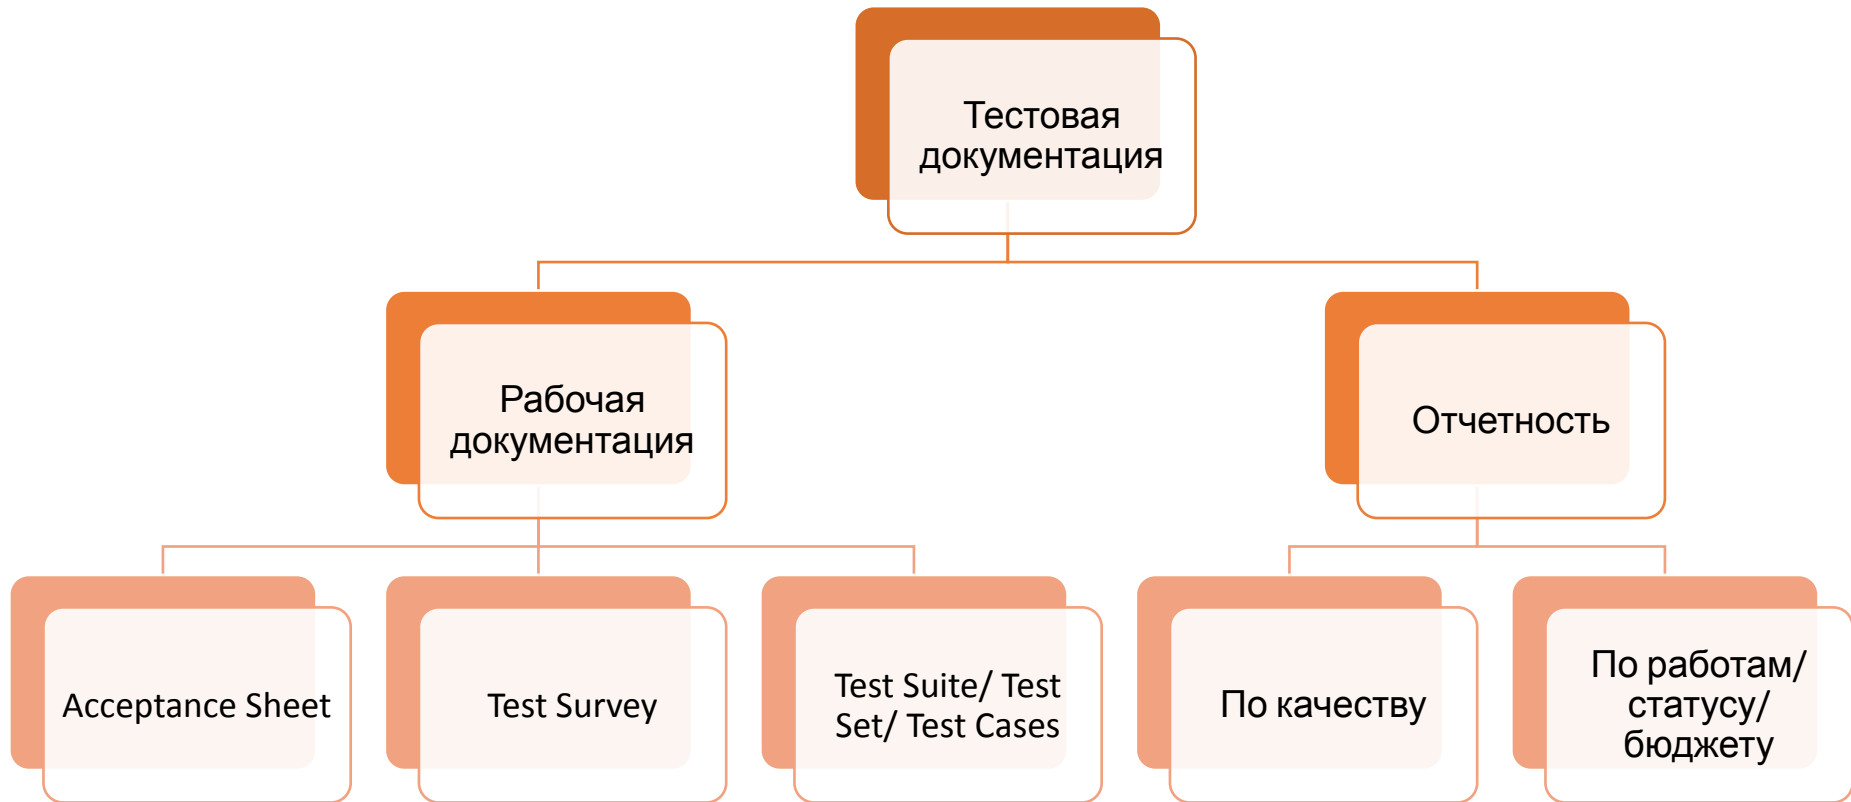 Тестовая
документация
Рабочая
документация
Отчетность
Acceptance Sheet
Test Survey
Test Suite/ Test
Set/ Test Cases
По качеству
По работам/
статусу/
бюджету